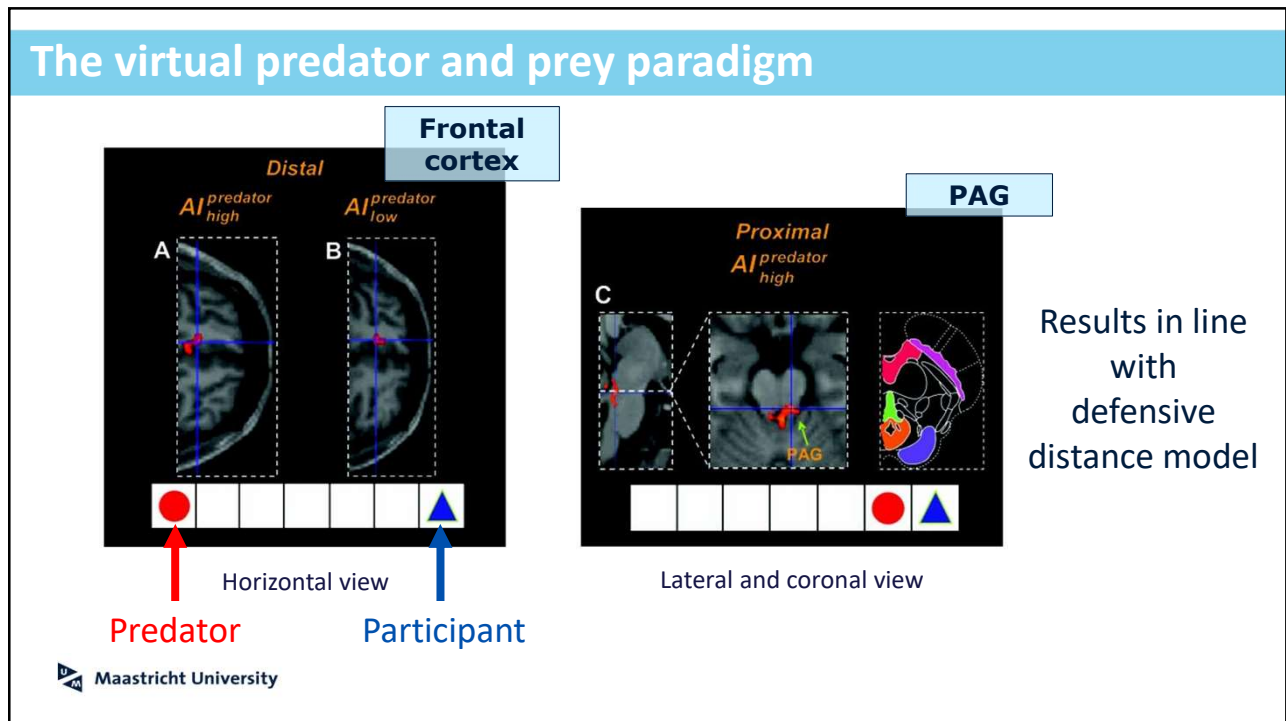 The virtual predator and prey paradigm
Frontal
cortex
Distal
AI predator high
AI predator low
A
B
PAG
Proximal
AI predator high
C
PAG
Results in line
with
defensive
distance model
Horizontal view
Lateral and coronal view
Predator
Participant
UM
Maastricht University